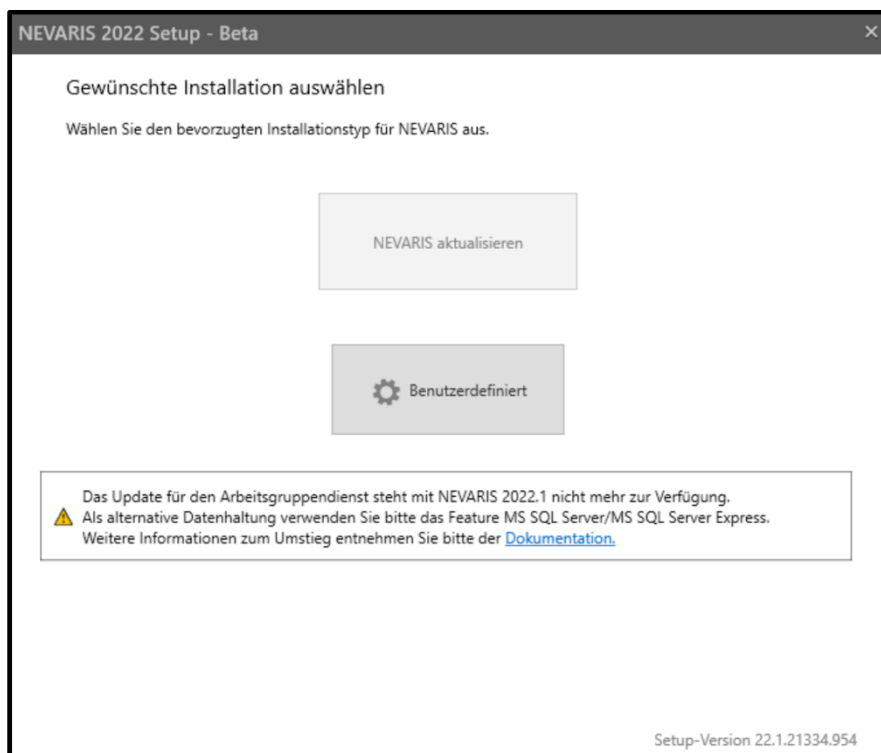 NEVARIS 2022 Setup - Beta
Gewünschte Installation auswählen
Wählen Sie den bevorzugten Installationstyp für NEVARIS aus.
NEVARIS aktualisieren
Benutzerdefiniert
Das Update für den Arbeitsgruppendienst steht mit NEVARIS 2022.1 nicht mehr zur Verfügung.
Als alternative Datenhaltung verwenden Sie bitte das Feature MS SQL Server/MS SQL Server Express.
Weitere Informationen zum Umstieg entnehmen Sie bitte der Dokumentation.
Setup-Version 22.1.21334.954